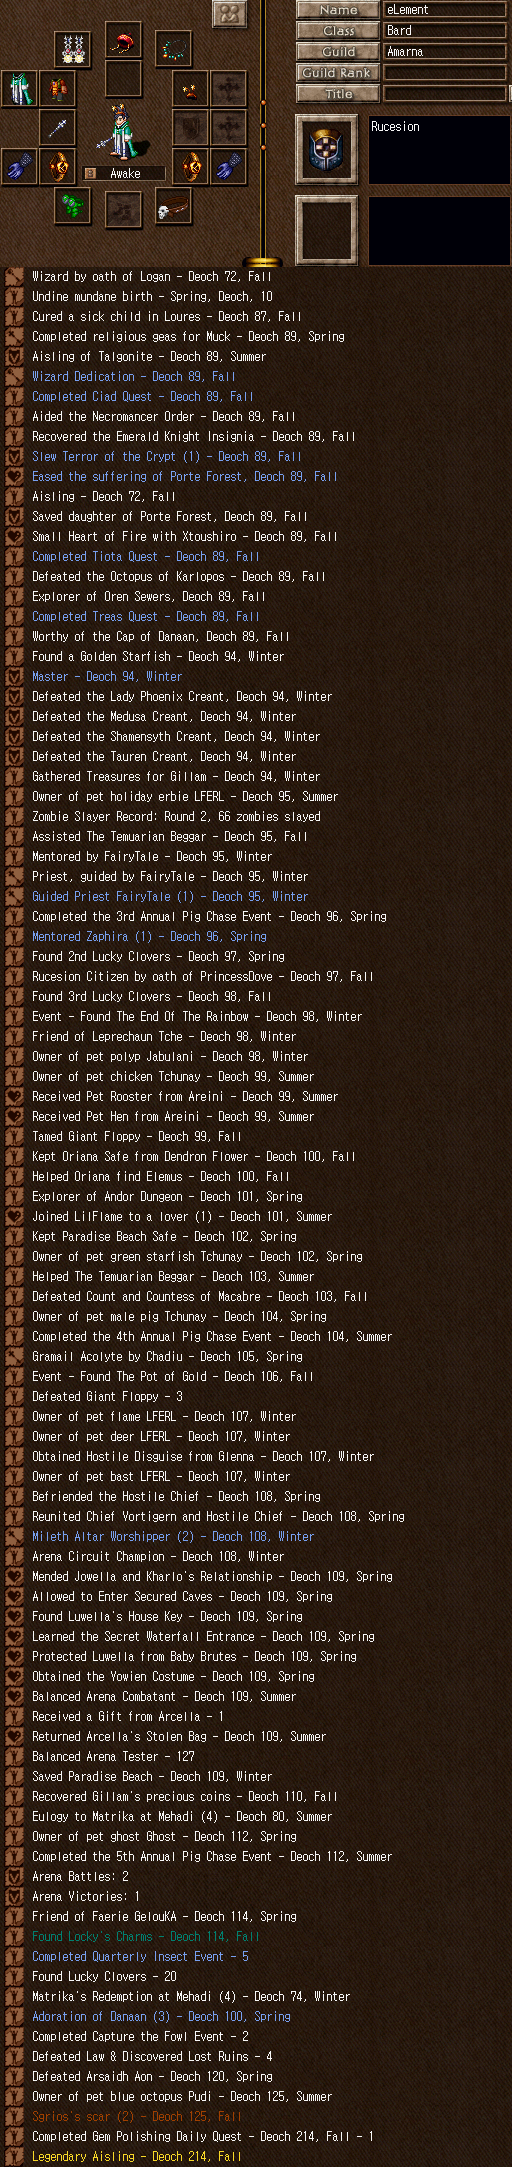 Name
eLement
Class
Bard
Guild
Amarna
Guild Rank
Title
Rucesion
Awake
Wizard by oath of Logan - Deoch 72, Fall
Undine mundane birth - Spring, Deoch, 10
Cured a sick child in Loures - Deoch 87, Fall
Completed religious geas for Muck - Deoch 89, Spring
Aisling of Talgonite - Deoch 89, Summer
Wizard Dedication - Deoch 89, Fall
Completed Ciad Quest - Deoch 89, Fall
Aided the Necromancer Order - Deoch 89, Fall
Recovered the Emerald Knight Insignia - Deoch 89, Fall
Slew Terror of the Crypt (1) - Deoch 89, Fall
Eased the suffering of Porte Forest, Deoch 89, Fall
Aisling - Deoch 72, Fall
Saved daughter of Porte Forest, Deoch 89, Fall
Small Heart of Fire with Xtoushiro - Deoch 89, Fall
Completed Tiota Quest - Deoch 89, Fall
Defeated the Octopus of Karlopos - Deoch 89, Fall
Explorer of Oren Sewers, Deoch 89, Fall
Completed Treas Quest - Deoch 89, Fall
Worthy of the Cap of Danaan, Deoch 89, Fall
Found a Golden Starfish - Deoch 94, Winter
Master - Deoch 94, Winter
Defeated the Lady Phoenix Creant, Deoch 94, Winter
Defeated the Medusa Creant, Deoch 94, Winter
Defeated the Shamensyth Creant, Deoch 94, Winter
Defeated the Tauren Creant, Deoch 94, Winter
Gathered Treasures for Gillam - Deoch 94, Winter
Owner of pet holiday erbie LFERL - Deoch 95, Summer
Zombie Slayer Record: Round 2, 66 zombies slayed
Assisted The Temuarian Beggar - Deoch 95, Fall
Mentored by FairyTale - Deoch 95, Winter
Priest, guided by FairyTale - Deoch 95, Winter
Guided Priest FairyTale (1) - Deoch 95, Winter
Completed the 3rd Annual Pig Chase Event - Deoch 96, Spring
Mentored Zaphira (1) - Deoch 96, Spring
Found 2nd Lucky Clovers - Deoch 97, Spring
Rucesion Citizen by oath of PrincessDove - Deoch 97, Fall
Found 3rd Lucky Clovers - Deoch 98, Fall
Event - Found The End Of The Rainbow - Deoch 98, Winter
Friend of Leprechaun Tche - Deoch 98, Winter
Owner of pet polyp Jabulani - Deoch 98, Winter
Owner of pet chicken Tchunay - Deoch 99, Summer
Received Pet Rooster from Areini - Deoch 99, Summer
Received Pet Hen from Areini - Deoch 99, Summer
Tamed Giant Floppy - Deoch 99, Fall
Kept Oriana Safe from Dendron Flower - Deoch 100, Fall
Helped Oriana find Elemus - Deoch 100, Fall
Explorer of Andor Dungeon - Deoch 101, Spring
Joined LilFlame to a lover (1) - Deoch 101, Summer
Kept Paradise Beach Safe - Deoch 102, Spring
Owner of pet green starfish Tchunay - Deoch 102, Spring
Helped The Temuarian Beggar - Deoch 103, Summer
Defeated Count and Countess of Macabre - Deoch 103, Fall
Owner of pet male pig Tchunay - Deoch 104, Spring
Completed the 4th Annual Pig Chase Event - Deoch 104, Summer
Gramail Acolyte by Chadiu - Deoch 105, Spring
Event - Found The Pot of Gold - Deoch 106, Fall
Defeated Giant Floppy - 3
Owner of pet flame LFERL - Deoch 107, Winter
Owner of pet deer LFERL - Deoch 107, Winter
Obtained Hostile Disguise from Glenna - Deoch 107, Winter
Owner of pet bast LFERL - Deoch 107, Winter
Befriended the Hostile Chief - Deoch 108, Spring
Reunited Chief Vortigern and Hostile Chief - Deoch 108, Spring
Mileth Altar Worshipper (2) - Deoch 108, Winter
Arena Circuit Champion - Deoch 108, Winter
Mended Jowella and Kharlo's Relationship - Deoch 109, Spring
Allowed to Enter Secured Caves - Deoch 109, Spring
Found Luwella's House Key - Deoch 109, Spring
Learned the Secret Waterfall Entrance - Deoch 109, Spring
Protected Luwella from Baby Brutes - Deoch 109, Spring
Obtained the Yowien Costume - Deoch 109, Spring
Balanced Arena Combatant - Deoch 109, Summer
Received a Gift from Arcella - 1
Returned Arcella's Stolen Bag - Deoch 109, Summer
Balanced Arena Tester - 127
Saved Paradise Beach - Deoch 109, Winter
Recovered Gillam's precious coins - Deoch 110, Fall
Eulogy to Matrika at Mehadi (4) - Deoch 80, Summer
Owner of pet ghost Ghost - Deoch 112, Spring
Completed the 5th Annual Pig Chase Event - Deoch 112, Summer
Arena Battles: 2
Arena Victories: 1
Friend of Faerie GelouKA - Deoch 114, Spring
Found Locky's Charms - Deoch 114, Fall
Completed Quarterly Insect Event - 5
Found Lucky Clovers - 20
Matrika's Redemption at Mehadi (4) - Deoch 74, Winter
Adoration of Danaan (3) - Deoch 100, Spring
Completed Capture the Fowl Event - 2
Defeated Law & Discovered Lost Ruins - 4
Defeated Arsaidh Aon - Deoch 120, Spring
Owner of pet blue octopus Pudi - Deoch 125, Summer
Sgrios's scar (2) - Deoch 125, Fall
Completed Gem Polishing Daily Quest - Deoch 214, Fall - 1
Legendary Aisling - Deoch 214, Fall